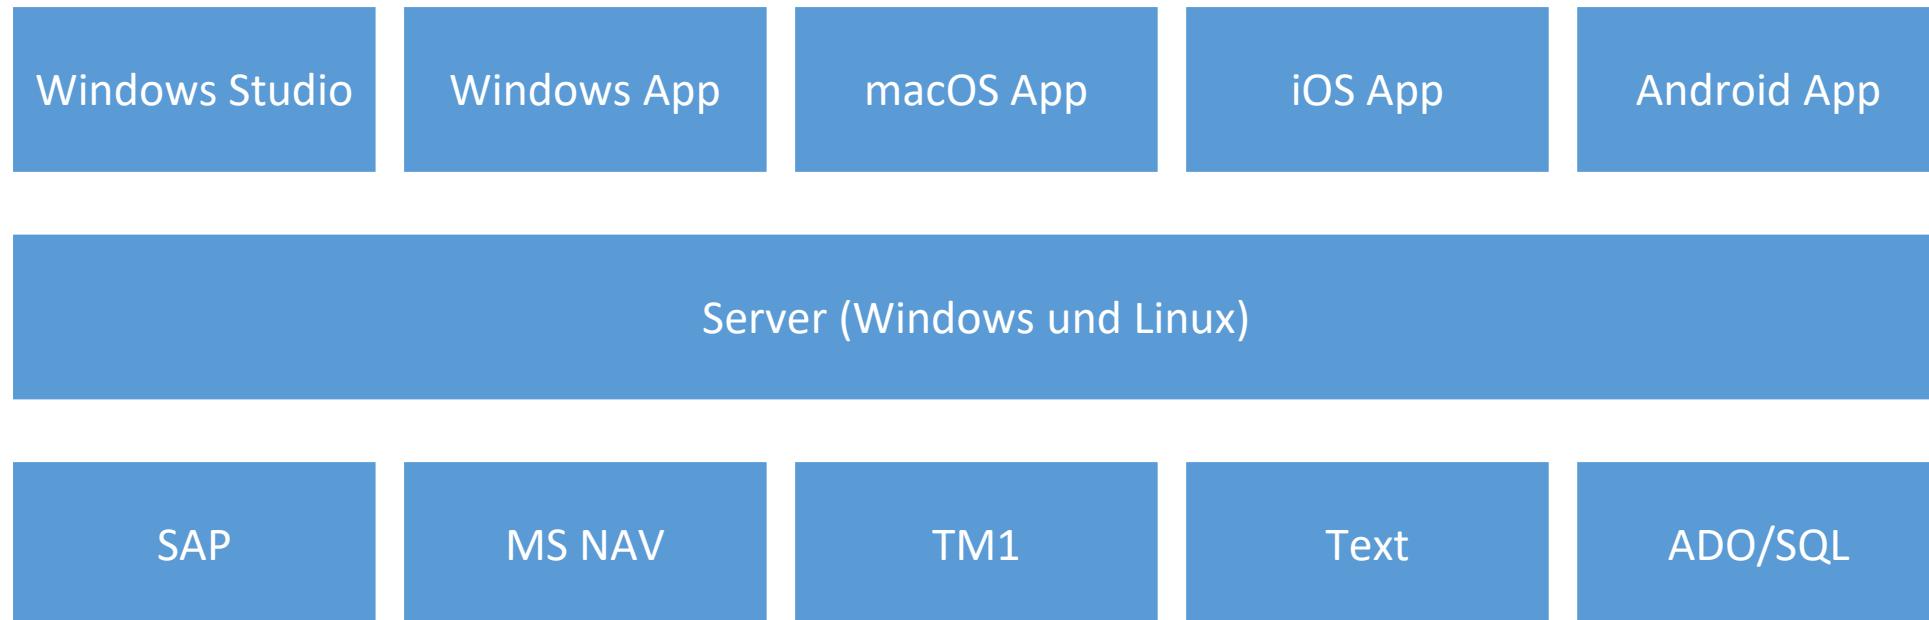 Windows Studio
Windows App
macOS App
iOS App
Android App
Server (Windows und Linux)
SAP
MS NAV
TM1
Text
ADO/SQL